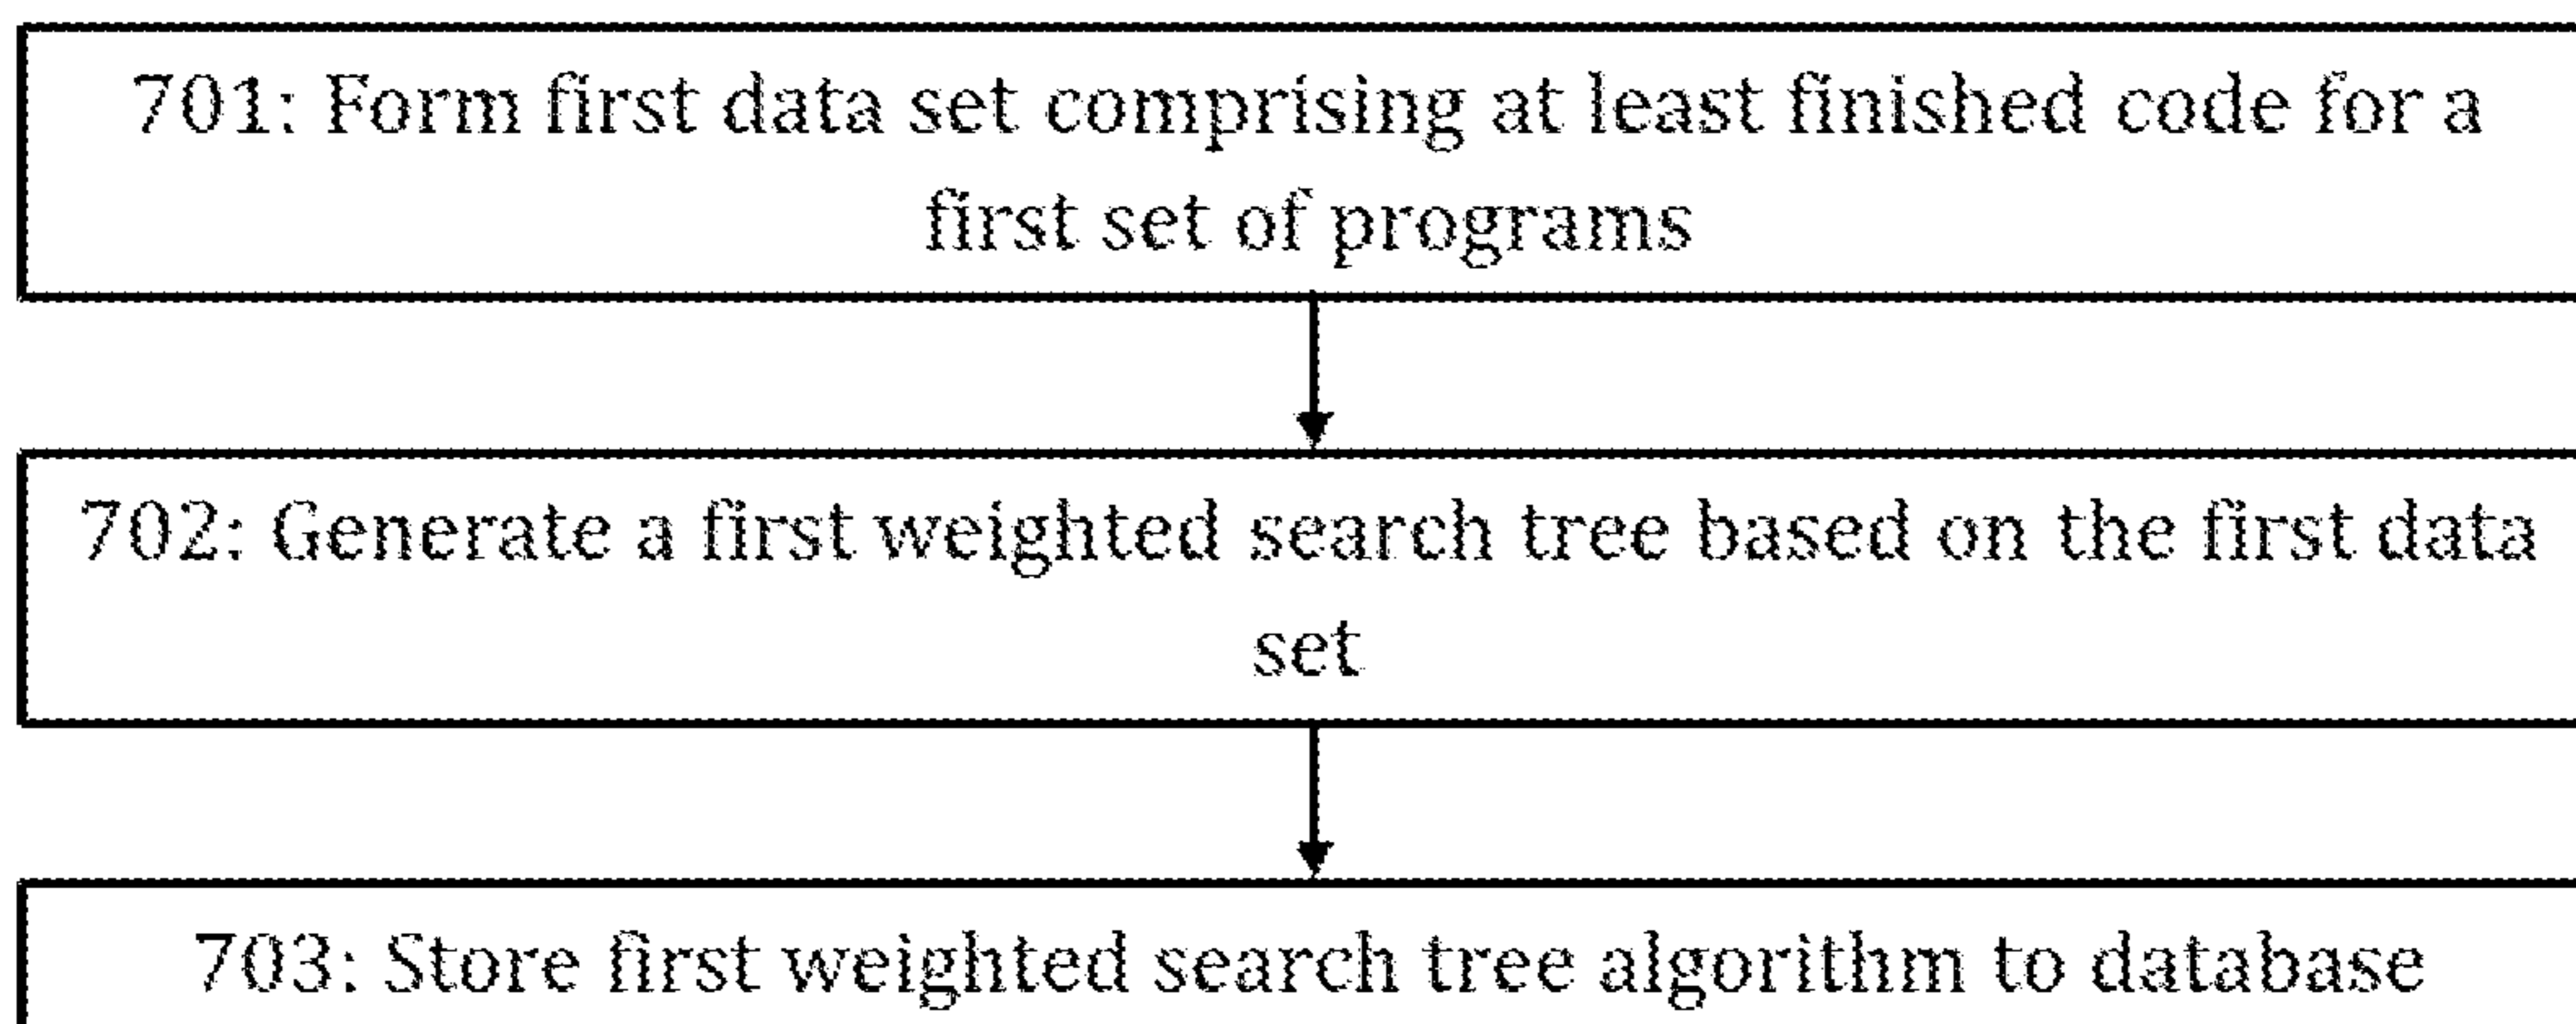 701: Form first data set comprising at least finished code for a
first set of programs
702: Generate a first weighted search tree based on the first data
set
703: Store first weighted search tree algorithm to database